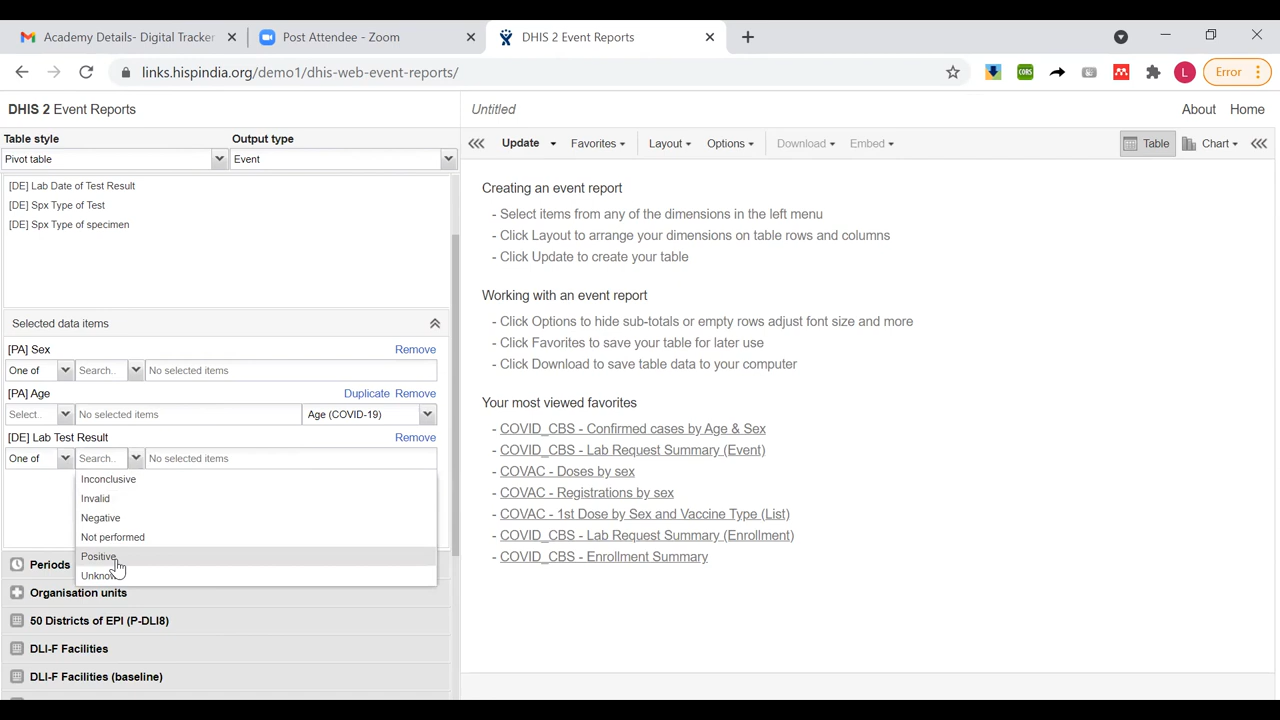 Academy Details- Digital Tracker
Post Attendee - Zoom
DHIS 2 Event Reports
links.hispindia.org/demo1/dhis-web-event-reports/
CORS
L
Error
DHIS 2 Event Reports
Untitled
About
Home
Table style
Output type
Pivot table
Event
Update
Favorites
Layout
Options
Download
Embed
Table
Chart
[DE] Lab Date of Test Result
[DE] Spx Type of Test
[DE] Spx Type of specimen
Selected data items
[PA] Sex
Remove
One of
Search..
No selected items
[PA] Age
Duplicate
Remove
Select..
No selected items
Age (COVID-19)
[DE] Lab Test Result
Remove
One of
Search..
No selected items
Inconclusive
Invalid
Negative
Not performed
Positive
Periods
Organisation units
50 Districts of EPI (P-DLI8)
DLI-F Facilities
DLI-F Facilities (baseline)
Creating an event report
- Select items from any of the dimensions in the left menu
- Click Layout to arrange your dimensions on table rows and columns
- Click Update to create your table
Working with an event report
- Click Options to hide sub-totals or empty rows adjust font size and more
- Click Favorites to save your table for later use
- Click Download to save table data to your computer
Your most viewed favorites
- COVID_CBS - Confirmed cases by Age & Sex
- COVID_CBS - Lab Request Summary (Event)
- COVAC - Doses by sex
- COVAC - Registrations by sex
- COVAC - 1st Dose by Sex and Vaccine Type (List)
- COVID_CBS - Lab Request Summary (Enrollment)
- COVID_CBS - Enrollment Summary